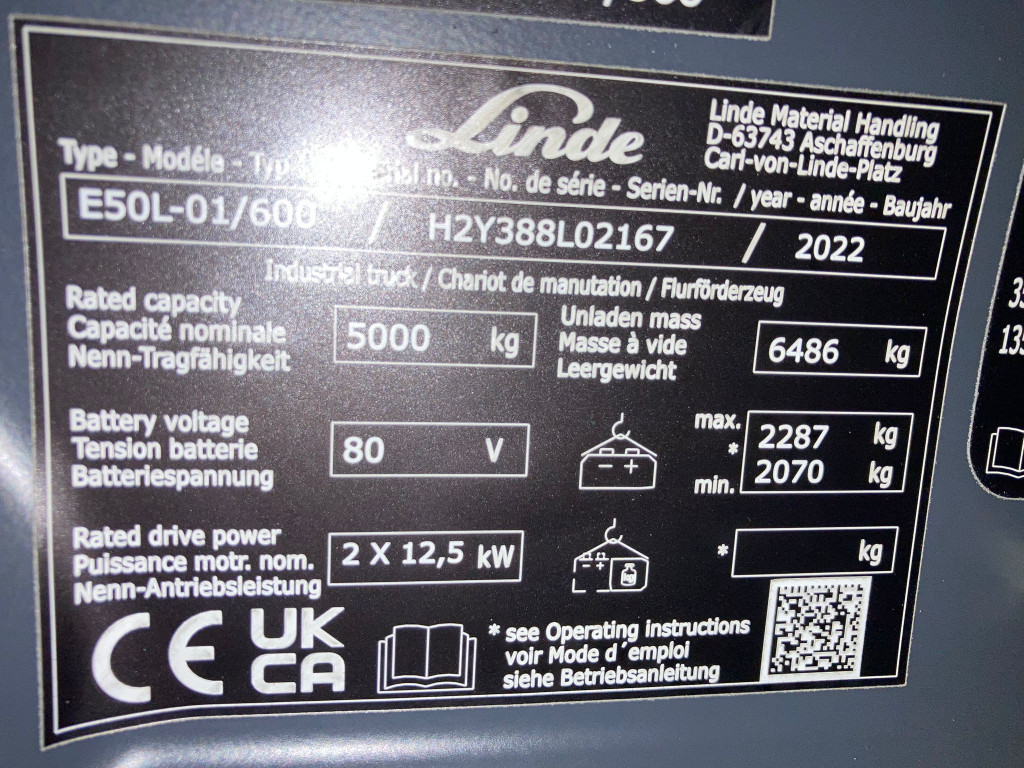 Linde
Linde Material Handling
D-63743 Aschaffenburg
Carl-von-Linde-Platz
Type - Modéle - Typ no. - No. de série - Serien-Nr. / year - année - Baujahr
E50L-01/600 / H2Y388L02167 / 2022
Industrial truck / Chariot de manutation / Flurförderzeug
Rated capacity
Capacité nominale
Nenn-Tragfähigkeit
5000 kg
Unladen mass
Masse à vide
Leergewicht
6486 kg
Battery voltage
Tension batterie
Batteriespannung
80 V
- +
max.
*
min.
2287 kg
2070 kg
Rated drive power
Puissance motr. nom.
Nenn-Antriebsleistung
2 X 12,5 kW
- +
kg
* kg
CE
UK
CA
* see Operating instructions
voir Mode d´emploi
siehe Betriebsanleitung